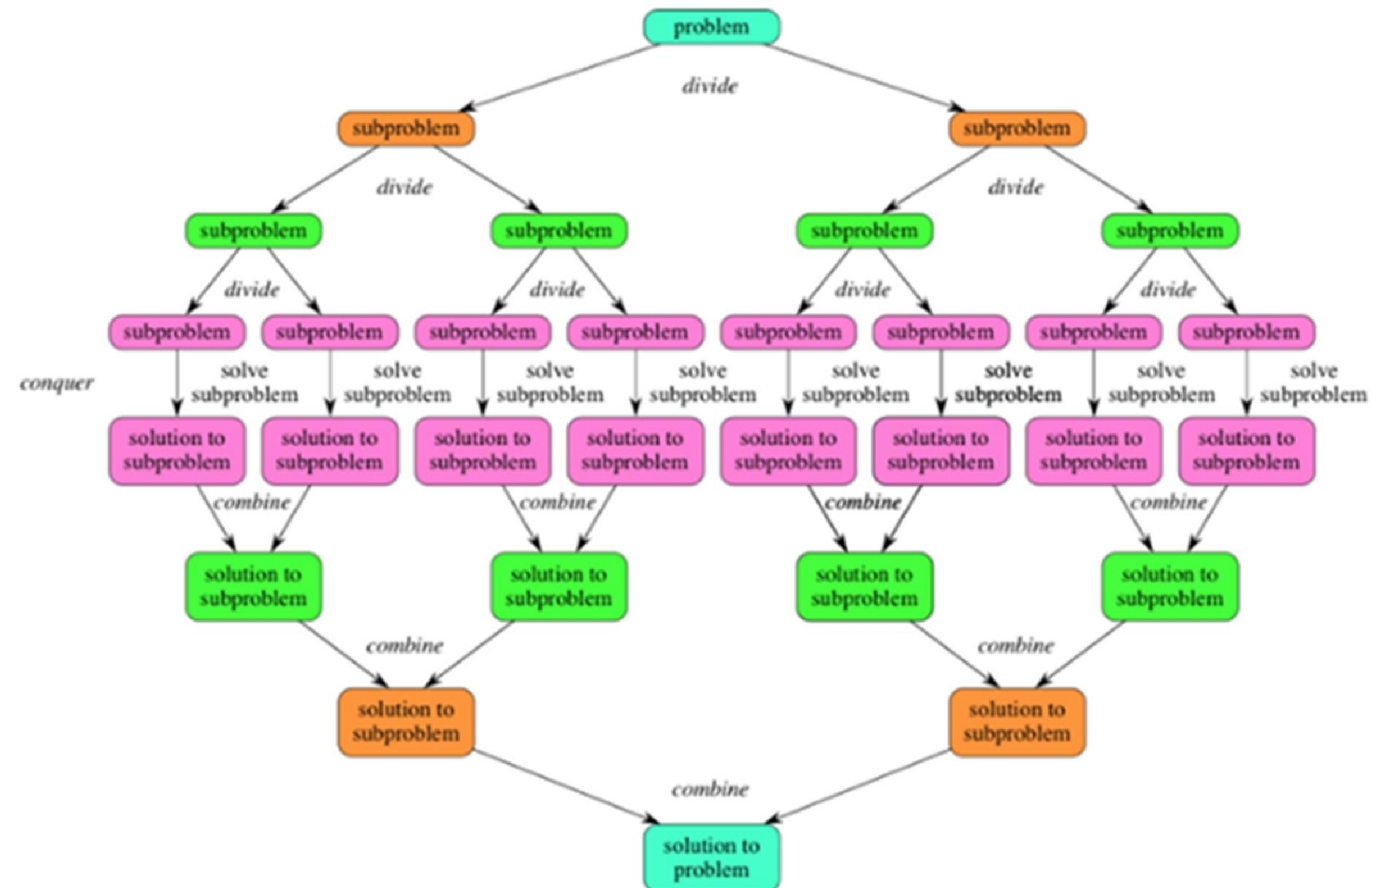 problem
divide
subproblem
subproblem
divide
divide
subproblem
subproblem
subproblem
subproblem
divide
divide
divide
divide
subproblem
subproblem
subproblem
subproblem
subproblem
subproblem
subproblem
subproblem
conquer
solve
subproblem
solve
subproblem
solve
subproblem
solve
subproblem
solve
subproblem
solve
subproblem
solve
subproblem
solve
subproblem
solution to
subproblem
solution to
subproblem
solution to
subproblem
solution to
subproblem
solution to
subproblem
solution to
subproblem
solution to
subproblem
solution to
subproblem
combine
combine
combine
combine
solution to
subproblem
solution to
subproblem
solution to
subproblem
solution to
subproblem
combine
combine
solution to
subproblem
solution to
subproblem
combine
solution to
problem